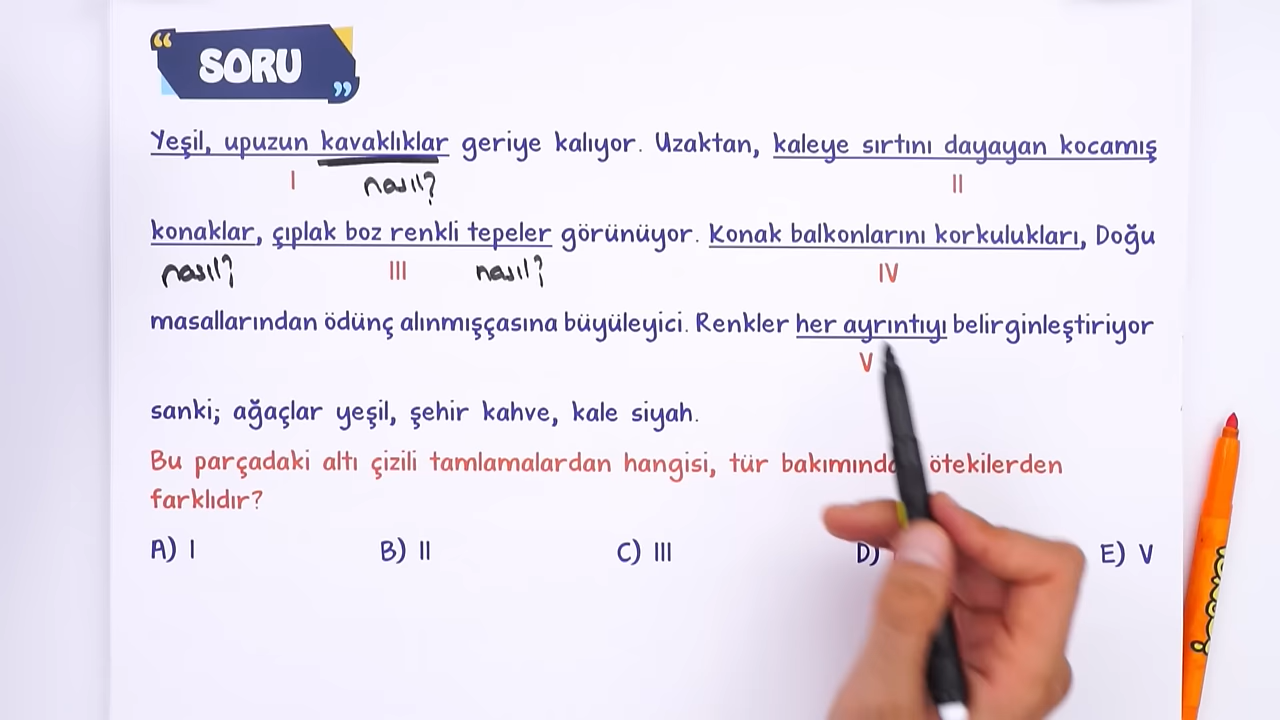 SORU
Yeşil, upuzun kavaklıklar geriye kalıyor. Uzaktan, kaleye sırtını dayayan kocamış
I nasıl? II
konaklar, çıplak boz renkli tepeler görünüyor. Konak balkonlarını korkulukları, Doğu
nasıl? III nasıl? IV
masallarından ödünç alınmışçasına büyüleyici. Renkler her ayrıntıyı belirginleştiriyor
V
sanki; ağaçlar yeşil, şehir kahve, kale siyah.
Bu parçadaki altı çizili tamlamalardan hangisi, tür ötekilerden
farklıdır?
A) I B) II C) III D) E) V